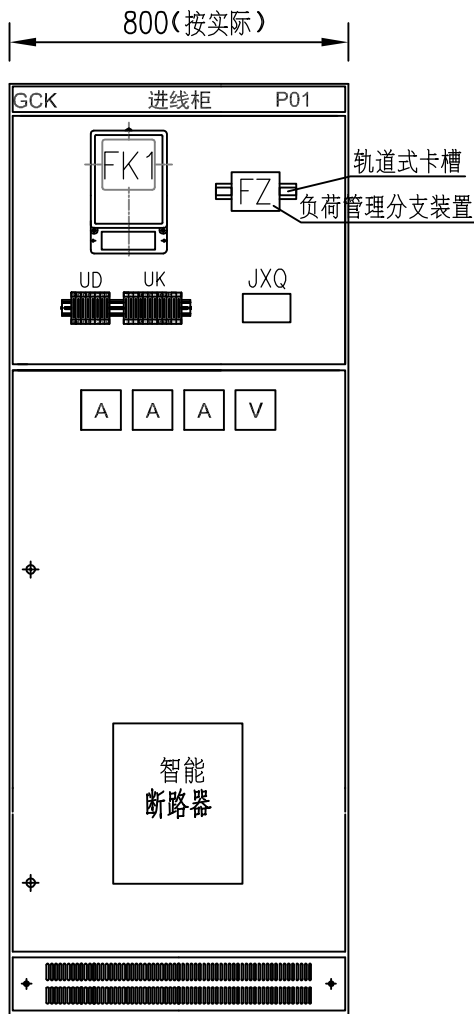 800(按实际)
GCK 进线柜 P01
FK1
轨道式卡槽
FZ
负荷管理分支装置
UD UK JXQ
A A A V
智能
断路器